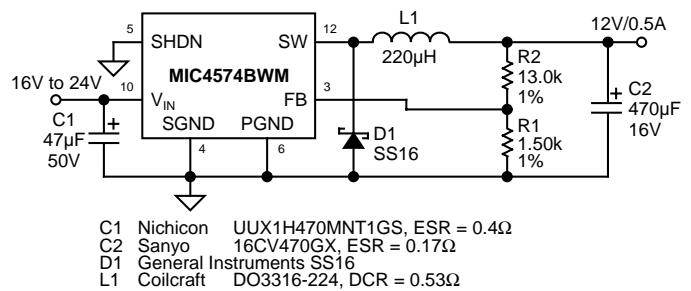 5
SHDN
SW
12
L1
220µH
12V/0.5A
MIC4574BWM
16V to 24V
10
VIN
FB
3
SGND
PGND
4
6
C1
47µF
50V
D1
SS16
R2
13.0k
1%
R1
1.50k
1%
C2
470µF
16V
C1 Nichicon UUX1H470MNT1GS, ESR = 0.4Ω
C2 Sanyo 16CV470GX, ESR = 0.17Ω
D1 General Instruments SS16
L1 Coilcraft DO3316-224, DCR = 0.53Ω